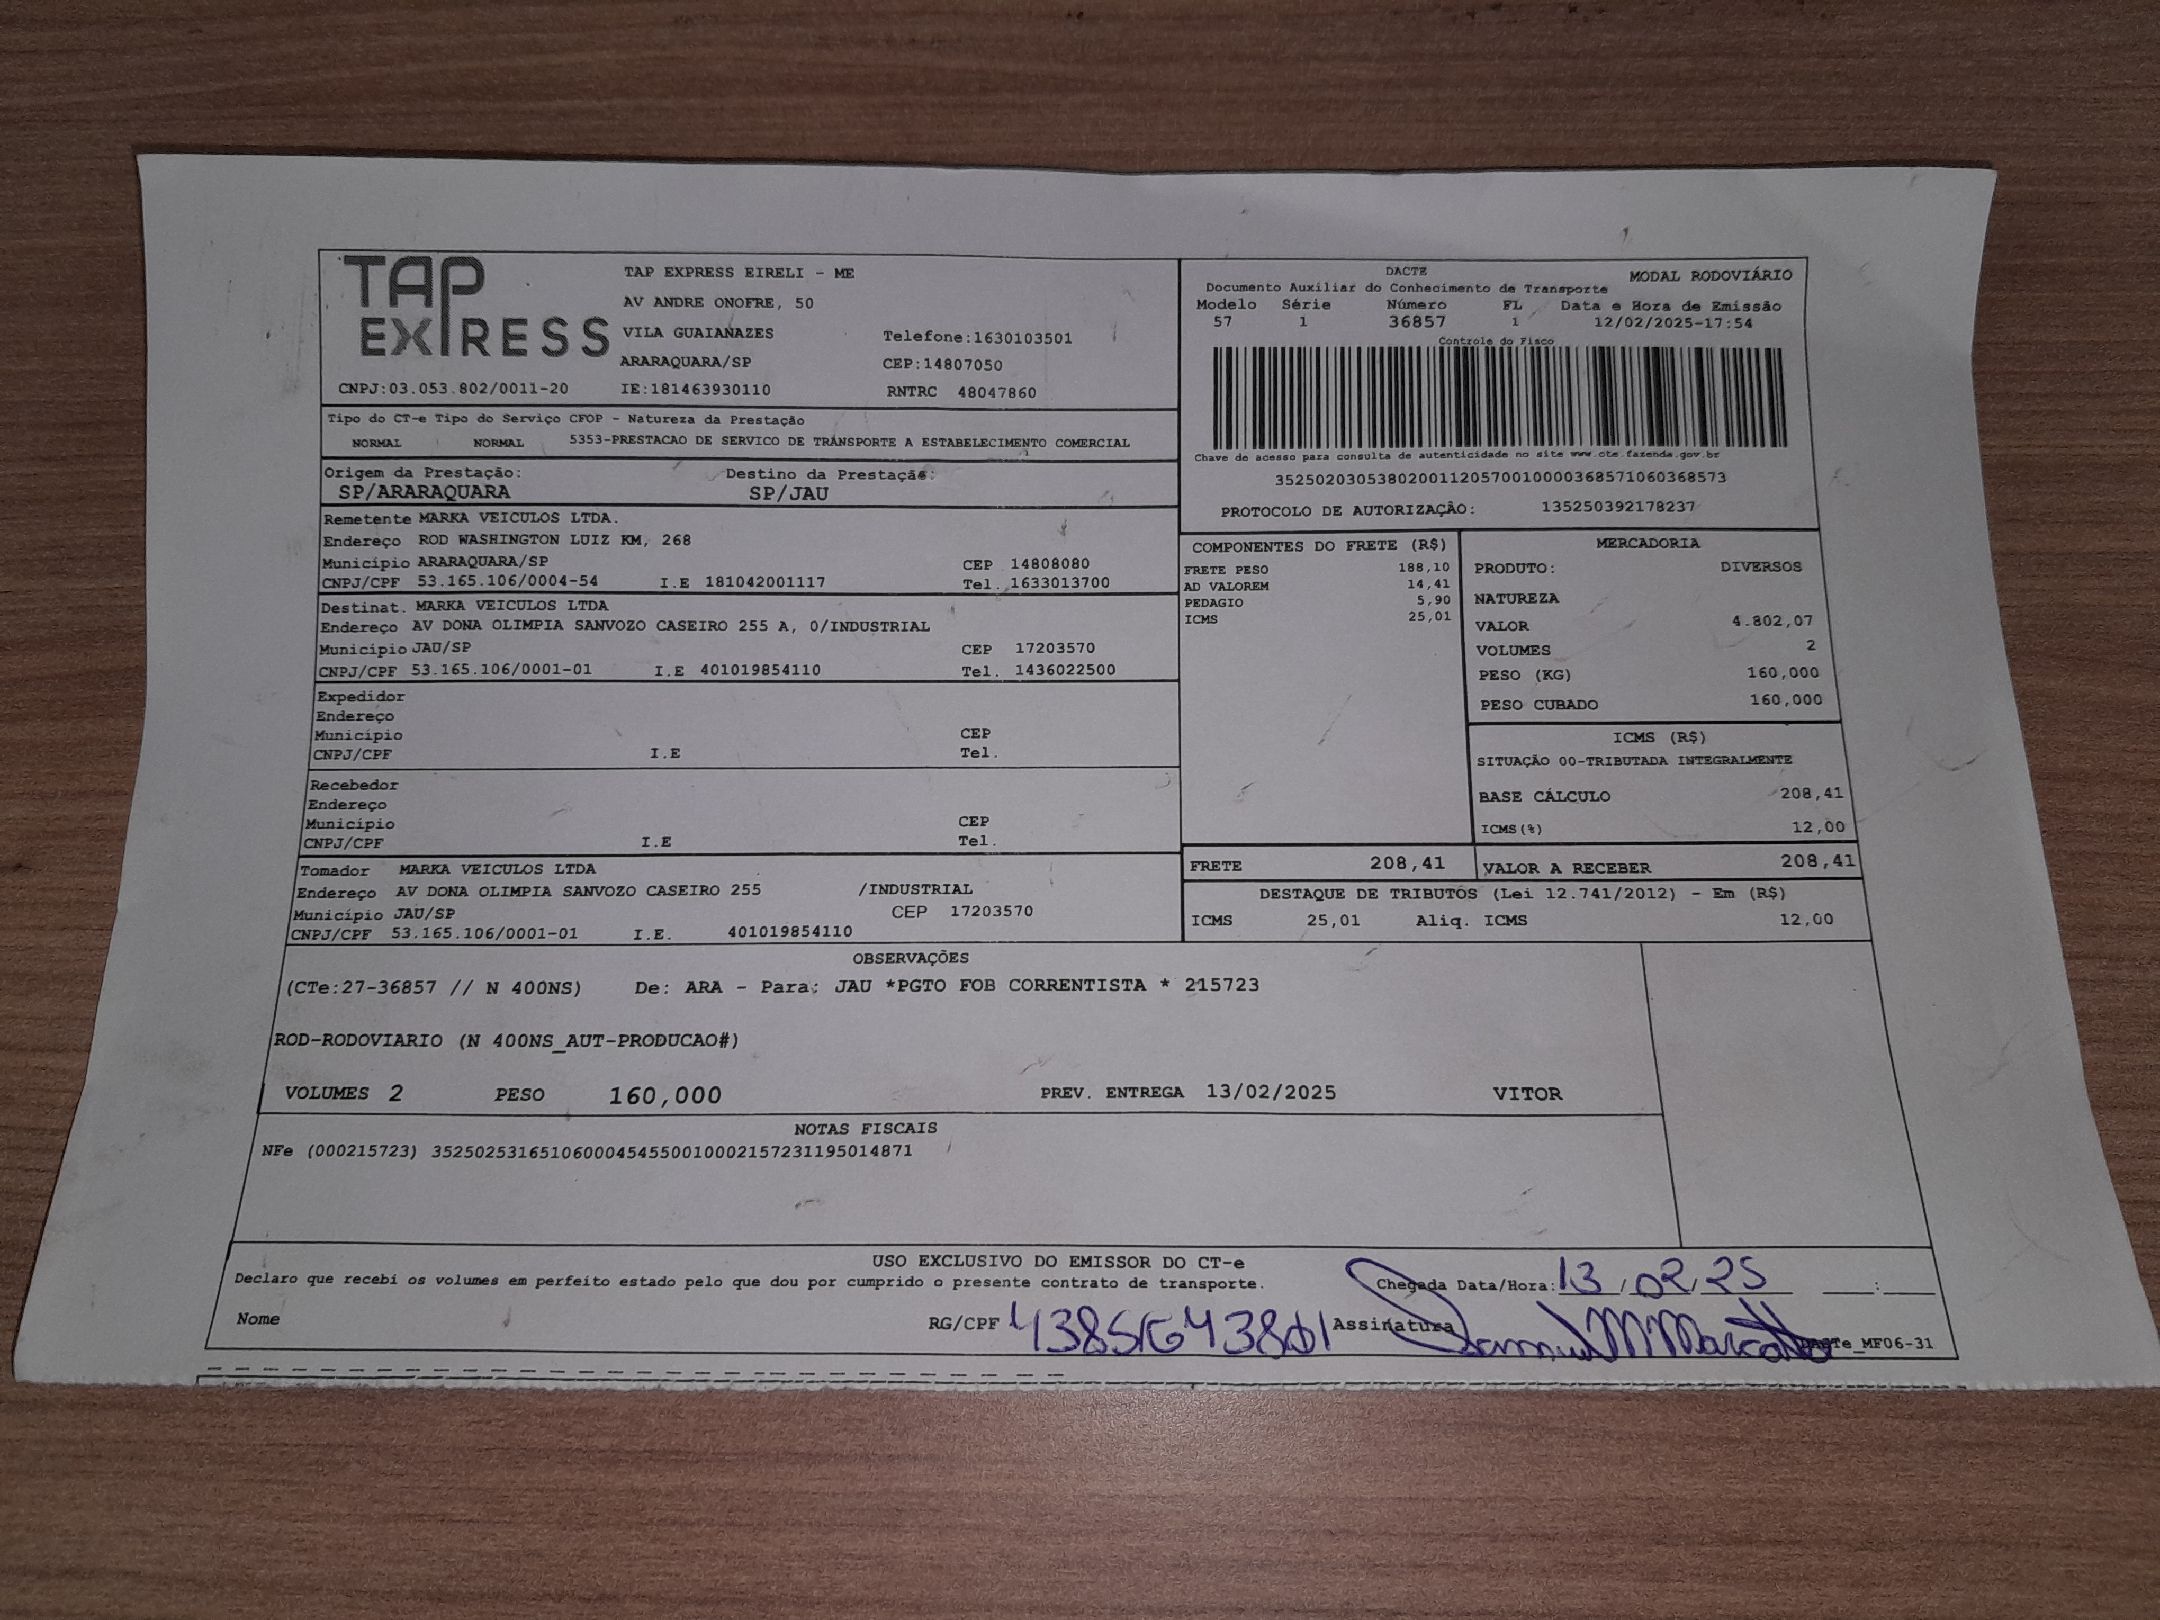 TAP EXPRESS
TAP EXPRESS EIRELI - ME
AV ANDRE ONOFRE, 50
VILA GUAIANAZES Telefone:1630103501
ARARAQUARA/SP CEP:14807050
CNPJ:03.053.802/0011-20 IE:181463930110 RNTRC 48047860
Tipo do CT-e Tipo do Serviço CFOP - Natureza da Prestação
NORMAL NORMAL 5353-PRESTACAO DE SERVICO DE TRANSPORTE A ESTABELECIMENTO COMERCIAL
Origem da Prestação: Destino da Prestação:
SP/ARARAQUARA SP/JAU
Remetente MARKA VEICULOS LTDA.
Endereço ROD WASHINGTON LUIZ KM, 268
Município ARARAQUARA/SP CEP 14808080
CNPJ/CPF 53.165.106/0004-54 I.E 181042001117 Tel. 1633013700
Destinat. MARKA VEICULOS LTDA
Endereço AV DONA OLIMPIA SANVOZO CASEIRO 255 A, 0/INDUSTRIAL
Município JAU/SP CEP 17203570
CNPJ/CPF 53.165.106/0001-01 I.E 401019854110 Tel. 1436022500
Expedidor
Endereço
Município CEP
CNPJ/CPF I.E Tel.
Recebedor
Endereço
Município CEP
CNPJ/CPF I.E Tel.
Tomador MARKA VEICULOS LTDA
Endereço AV DONA OLIMPIA SANVOZO CASEIRO 255 /INDUSTRIAL
Município JAU/SP CEP 17203570
CNPJ/CPF 53.165.106/0001-01 I.E. 401019854110
DACTE MODAL RODOVIÁRIO
Documento Auxiliar do Conhecimento de Transporte
Modelo Série Número FL Data e Hora de Emissão
57 1 36857 1 12/02/2025-17:54
Controle do Fisco
Chave de acesso para consulta de autenticidade no site www.cte.fazenda.gov.br
35250203053802001120570010000368571060368573
PROTOCOLO DE AUTORIZAÇÃO: 135250392178237
COMPONENTES DO FRETE (R$)
FRETE PESO 188,10
AD VALOREM 14,41
PEDAGIO 5,90
ICMS 25,01
MERCADORIA
PRODUTO: DIVERSOS
NATUREZA
VALOR 4.802,07
VOLUMES 2
PESO (KG) 160,000
PESO CUBADO 160,000
ICMS (R$)
SITUAÇÃO 00-TRIBUTADA INTEGRALMENTE
BASE CÁLCULO 208,41
ICMS(%) 12,00
FRETE 208,41 VALOR A RECEBER 208,41
DESTAQUE DE TRIBUTOS (Lei 12.741/2012) - Em (R$)
ICMS 25,01 Aliq. ICMS 12,00
OBSERVAÇÕES
(CTe:27-36857 // N 400NS) De: ARA - Para: JAU *PGTO FOB CORRENTISTA * 215723
ROD-RODOVIARIO (N 400NS_AUT-PRODUCAO#)
VOLUMES 2 PESO 160,000 PREV. ENTREGA 13/02/2025 VITOR
NOTAS FISCAIS
NFe (000215723) 35250253165106000454550010002157231195014871
USO EXCLUSIVO DO EMISSOR DO CT-e
Declaro que recebi os volumes em perfeito estado pelo que dou por cumprido o presente contrato de transporte. Chegada Data/Hora: 13/02/25 :
Nome RG/CPF Assinatura MF06-31